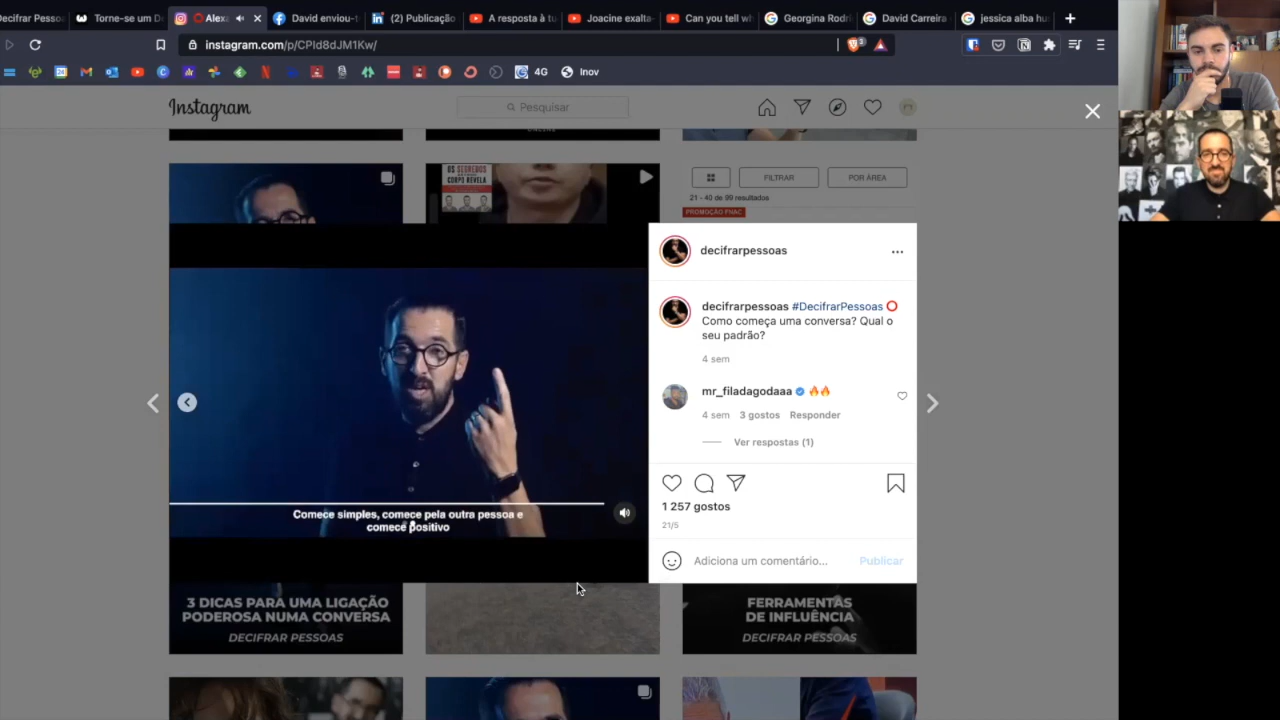 Decifrar Pesso
Torne-se um D
Alexa
David enviou-t
(2) Publicação
A resposta à tu
Joacine exalta-
Can you tell wh
Georgina Rodri
David Carreira
jessica alba hu
instagram.com/p/CPId8dJM1Kw/
4G
Inov
Instagram
Pesquisar
ONLINE
OS SEGREDOS
CORPO REVELA
FILTRAR
POR ÁREA
21 - 40 de 99 resultados
PROMOÇÃO FNAC
decifrarpessoas
decifrarpessoas #DecifrarPessoas
Como começa uma conversa? Qual o
seu padrão?
4 sem
mr_filadagodaaa
4 sem 3 gostos Responder
Ver respostas (1)
1 257 gostos
21/5
Adiciona um comentário... Publicar
Comece simples, comece pela outra pessoa e
comece positivo
3 DICAS PARA UMA LIGAÇÃO
PODEROSA NUMA CONVERSA
DECIFRAR PESSOAS
FERRAMENTAS
DE INFLUÊNCIA
DECIFRAR PESSOAS